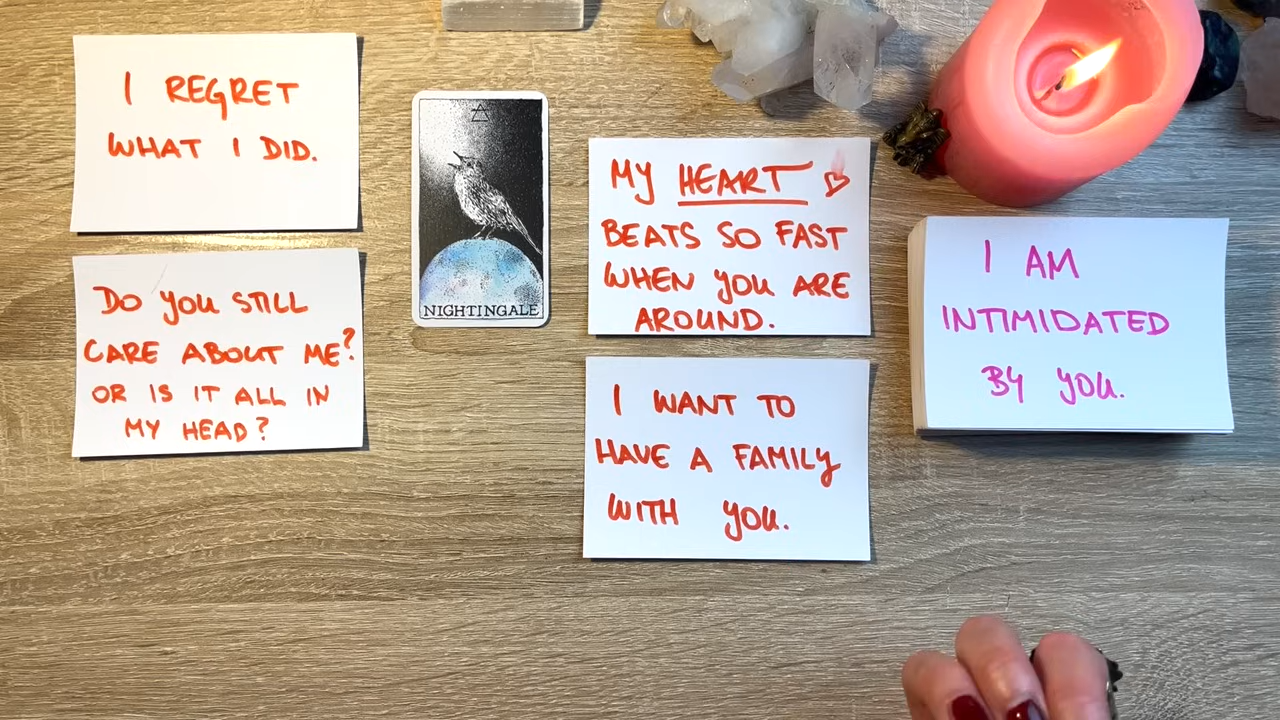 I REGRET
WHAT I DID.
DO YOU STILL
CARE ABOUT ME?
OR IS IT ALL IN
MY HEAD?
NIGHTINGALE
MY HEART
BEATS SO FAST
WHEN YOU ARE
AROUND.
I WANT TO
HAVE A FAMILY
WITH YOU.
I AM
INTIMIDATED
BY YOU.